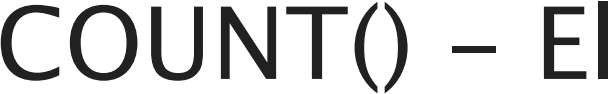 COUNT() – El